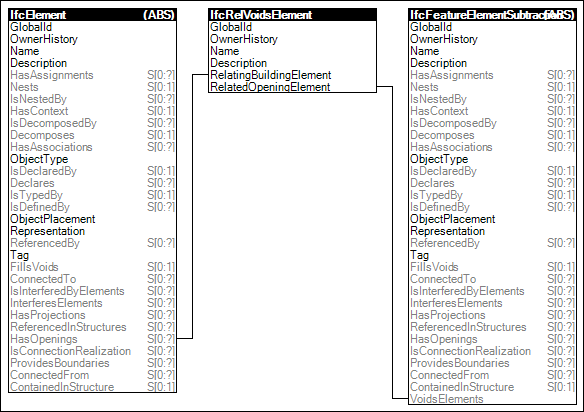 IfcElement (ABS)
GlobalId
OwnerHistory
Name
Description
HasAssignments S[0:?]
Nests S[0:1]
IsNestedBy S[0:?]
HasContext S[0:1]
IsDecomposedBy S[0:?]
Decomposes S[0:1]
HasAssociations S[0:?]
ObjectType
IsDeclaredBy S[0:1]
Declares S[0:?]
IsTypedBy S[0:1]
IsDefinedBy S[0:?]
ObjectPlacement
Representation
ReferencedBy S[0:?]
Tag
FillsVoids S[0:1]
ConnectedTo S[0:?]
IsInterferedByElements S[0:?]
InterferesElements S[0:?]
HasProjections S[0:?]
ReferencedInStructures S[0:?]
HasOpenings S[0:?]
IsConnectionRealization S[0:?]
ProvidesBoundaries S[0:?]
ConnectedFrom S[0:?]
ContainedInStructure S[0:1]
IfcRelVoidsElement
GlobalId
OwnerHistory
Name
Description
RelatingBuildingElement
RelatedOpeningElement
IfcFeatureElementSubtraction (ABS)
GlobalId
OwnerHistory
Name
Description
HasAssignments S[0:?]
Nests S[0:1]
IsNestedBy S[0:?]
HasContext S[0:1]
IsDecomposedBy S[0:?]
Decomposes S[0:1]
HasAssociations S[0:?]
ObjectType
IsDeclaredBy S[0:1]
Declares S[0:?]
IsTypedBy S[0:1]
IsDefinedBy S[0:?]
ObjectPlacement
Representation
ReferencedBy S[0:?]
Tag
FillsVoids S[0:1]
ConnectedTo S[0:?]
IsInterferedByElements S[0:?]
InterferesElements S[0:?]
HasProjections S[0:?]
ReferencedInStructures S[0:?]
HasOpenings S[0:?]
IsConnectionRealization S[0:?]
ProvidesBoundaries S[0:?]
ConnectedFrom S[0:?]
ContainedInStructure S[0:1]
VoidsElements